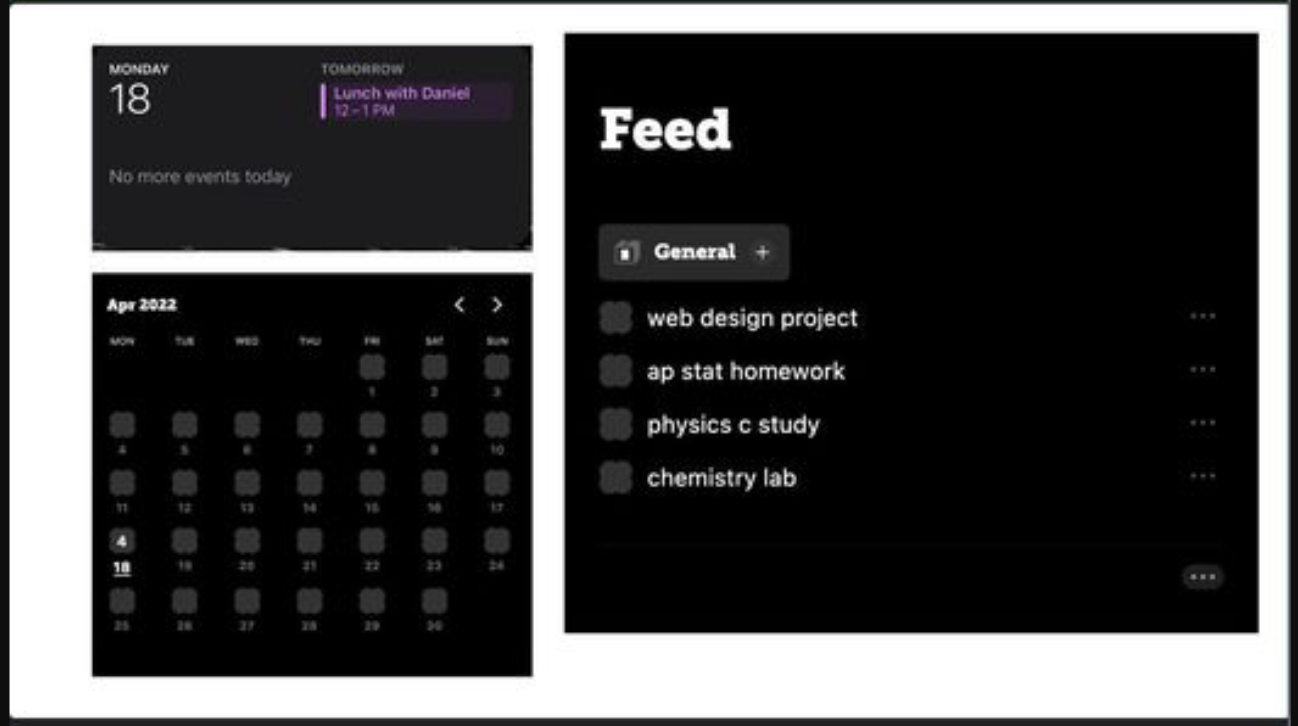 MONDAY
18
No more events today
TOMORROW
Lunch with Daniel
12 – 1 PM
Apr 2022
MON TUE WED THU FRI SAT SUN
1 2 3
4 5 6 7 8 9 10
11 12 13 14 15 16 17
4
18 19 20 21 22 23 24
25 26 27 28 29 30
Feed
General +
web design project
ap stat homework
physics c study
chemistry lab